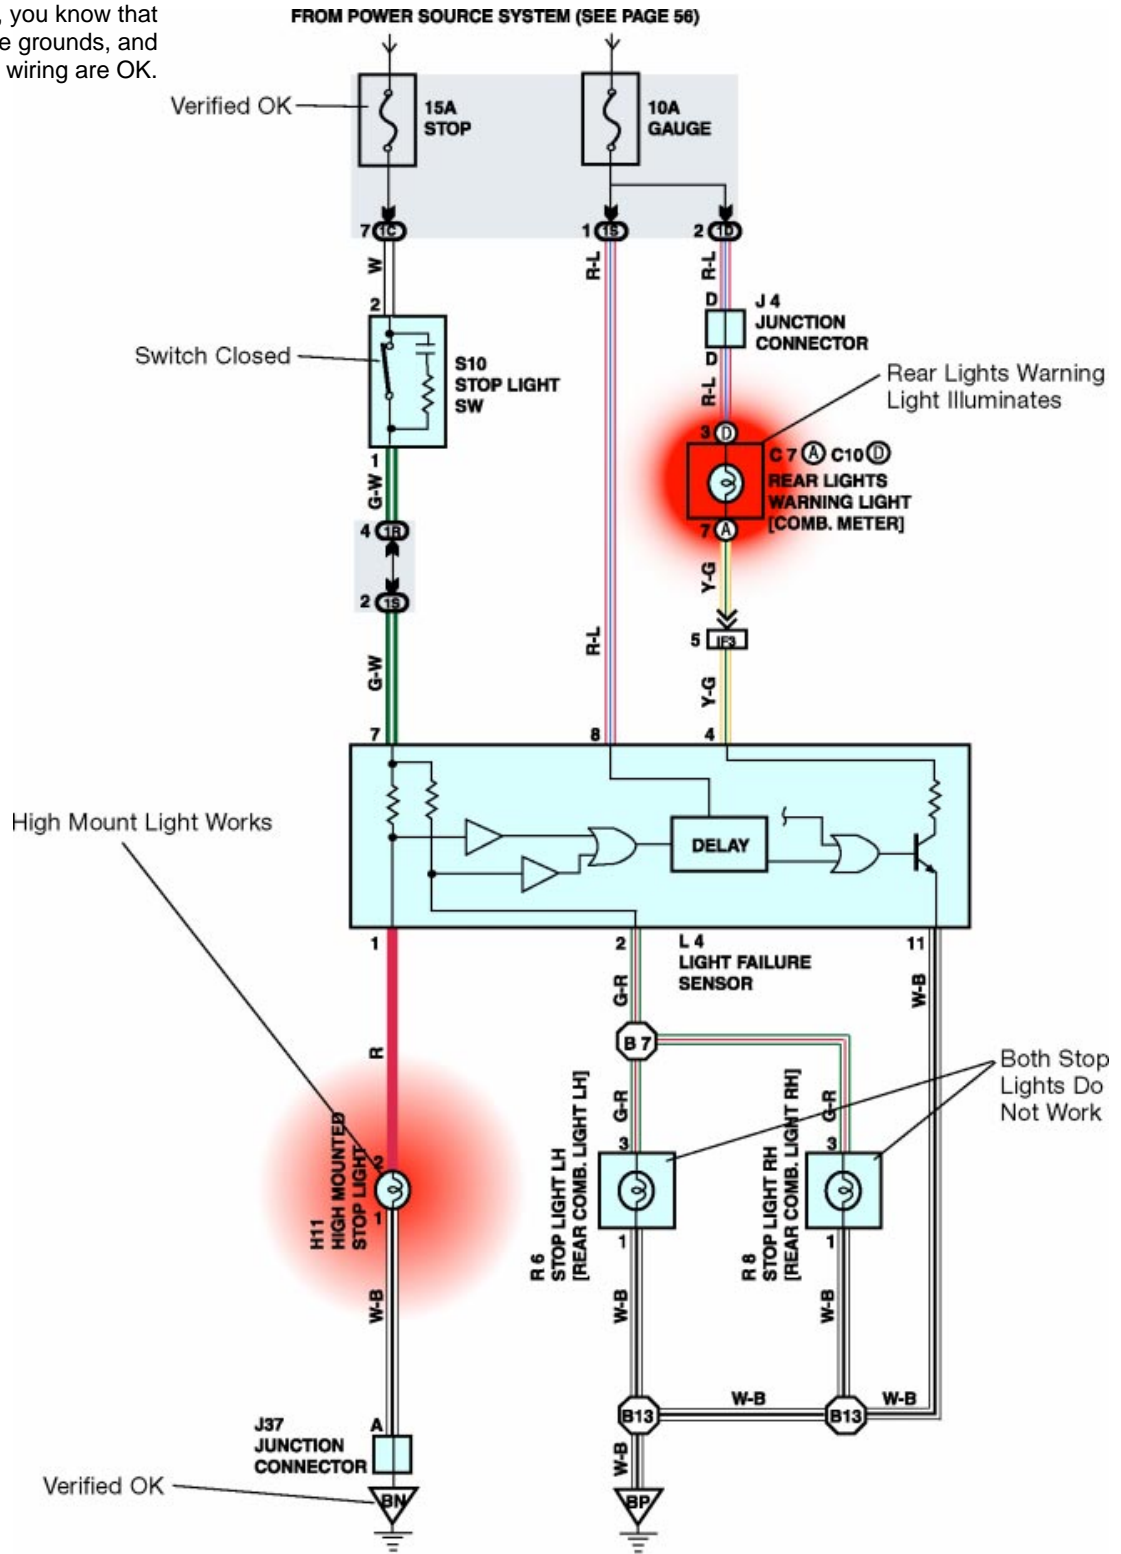 , you know that
e grounds, and
wiring are OK.
FROM POWER SOURCE SYSTEM (SEE PAGE 56)
Verified OK
15A
STOP
10A
GAUGE
7 1C
1 1S
2 1D
W
R-L
R-L
2
D
J 4
JUNCTION
CONNECTOR
D
Switch Closed
S10
STOP LIGHT
SW
R-L
Rear Lights Warning
Light Illuminates
3 D
C 7 A C10 D
REAR LIGHTS
WARNING LIGHT
[COMB. METER]
7 A
1
G-W
4 1R
Y-G
2 1S
5 IF3
R-L
G-W
Y-G
7
8
4
High Mount Light Works
DELAY
1
2
L 4
LIGHT FAILURE
SENSOR
11
G-R
W-B
R
B 7
Both Stop
Lights Do
Not Work
G-R
G-R
3
3
H11
HIGH MOUNTED
STOP LIGHT
2
1
R 6
STOP LIGHT LH
[REAR COMB. LIGHT LH]
R 8
STOP LIGHT RH
[REAR COMB. LIGHT RH]
1
1
W-B
W-B
W-B
W-B
W-B
B13
B13
J37
JUNCTION
CONNECTOR
A
W-B
Verified OK
BN
BP